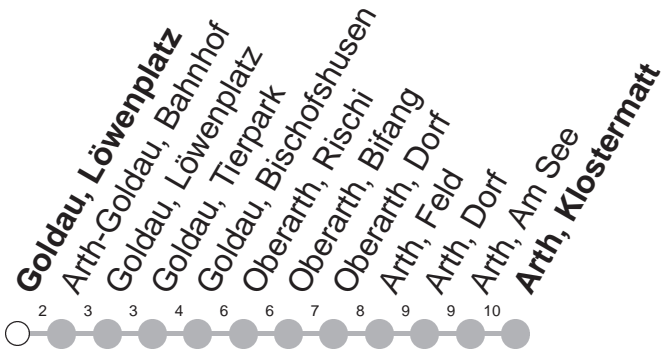 Goldau, Löwenplatz
Arth-Goldau, Bahnhof
Goldau, Löwenplatz
Goldau, Tierpark
Goldau, Bischofshusen
Oberarth, Rischi
Oberarth, Bifang
Oberarth, Dorf
Arth, Feld
Arth, Dorf
Arth, Am See
Arth, Klostermatt
2 3 3 4 6 6 7 8 9 9 10